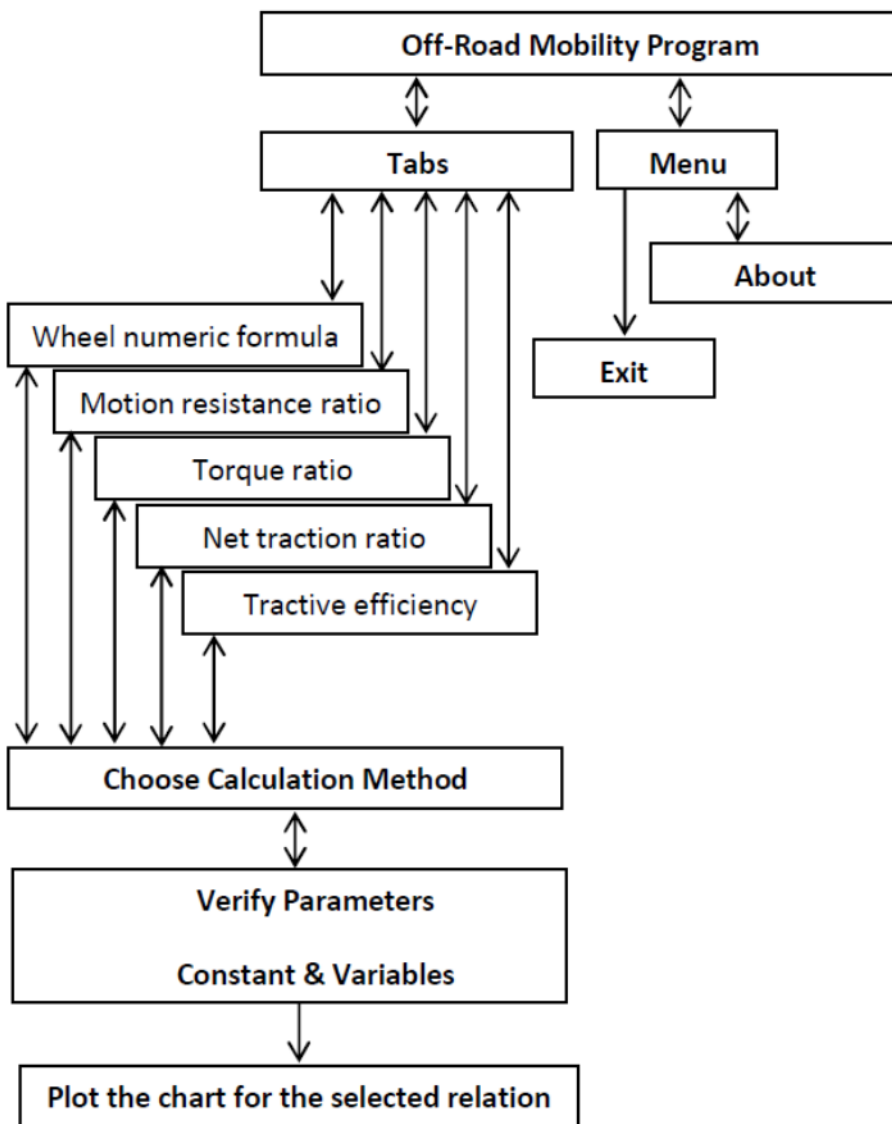 Off-Road Mobility Program
Tabs
Menu
About
Wheel numeric formula
Exit
Motion resistance ratio
Torque ratio
Net traction ratio
Tractive efficiency
Choose Calculation Method
Verify Parameters
Constant & Variables
Plot the chart for the selected relation